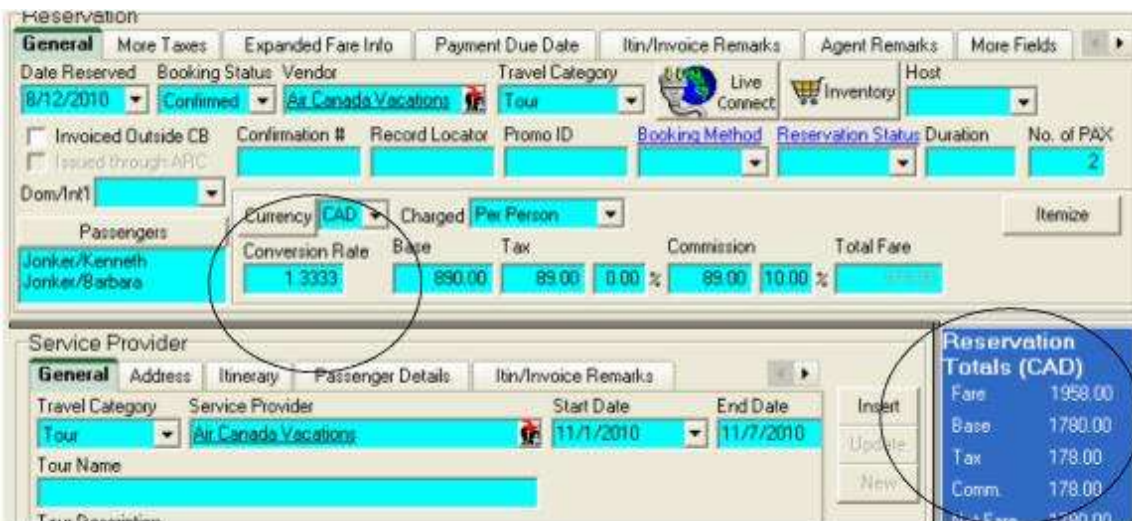 Reservation
General More Taxes Expanded Fare Info Payment Due Date Itin/Invoice Remarks Agent Remarks More Fields
Date Reserved Booking Status Vendor Travel Category Live Connect Inventory Host
8/12/2010 Confirmed Air Canada Vacations Tour
Invoiced Outside CB Confirmation # Record Locator Promo ID Booking Method Reservation Status Duration No. of PAX
Issued through ARC 2
Dom/Int1
Currency CAD Charged Per Person Itemize
Passengers
Conversion Rate Base Tax Commission Total Fare
Jonker/Kenneth
Jonker/Barbara
1.3333 890.00 89.00 0.00 % 89.00 10.00 %
Service Provider
General Address Itinerary Passenger Details Itin/Invoice Remarks
Travel Category Service Provider Start Date End Date Insert
Tour Air Canada Vacations 11/1/2010 11/7/2010 Update
Tour Name New
Tour Description
Reservation
Totals (CAD)
Fare 1958.00
Base 1780.00
Tax 178.00
Comm. 178.00